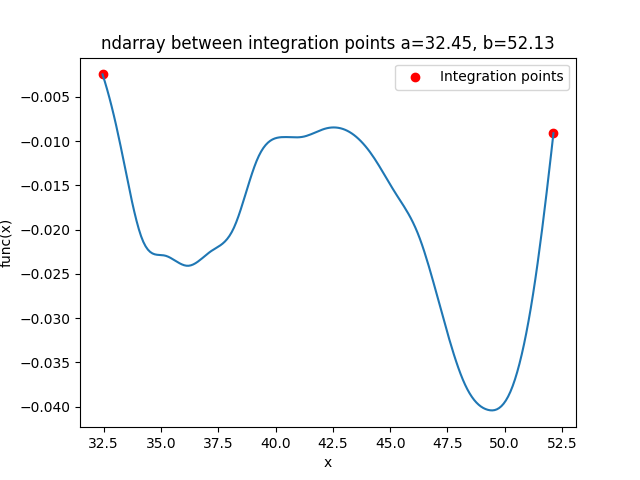 ndarray between integration points a=32.45, b=52.13
Integration points
−0.005
−0.010
−0.015
−0.020
−0.025
−0.030
−0.035
−0.040
func(x)
32.5 35.0 37.5 40.0 42.5 45.0 47.5 50.0 52.5
x